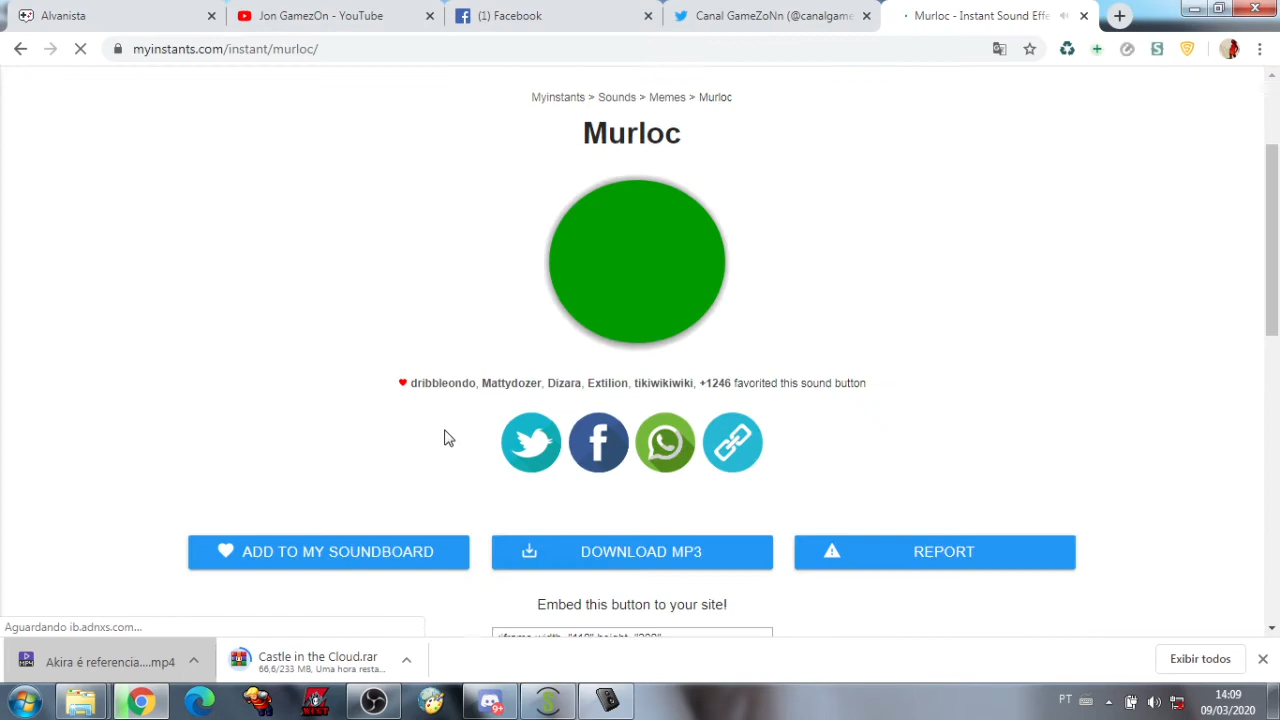 Alvanista
Jon GamezOn - YouTube
(1) Facebook
Canal GameZoNn (@canalgame
Murloc - Instant Sound Effe
myinstants.com/instant/murloc/
Myinstants > Sounds > Memes > Murloc
Murloc
dribbleondo, Mattydozer, Dizara, Extilion, tikiwikiwiki, +1246 favorited this sound button
ADD TO MY SOUNDBOARD
DOWNLOAD MP3
REPORT
Embed this button to your site!
Aguardando ib.adnxs.com...
Akira é referencia....mp4
Castle in the Cloud.rar
66,6/233 MB, Uma hora resta...
Exibir todos
PT
14:09
09/03/2020